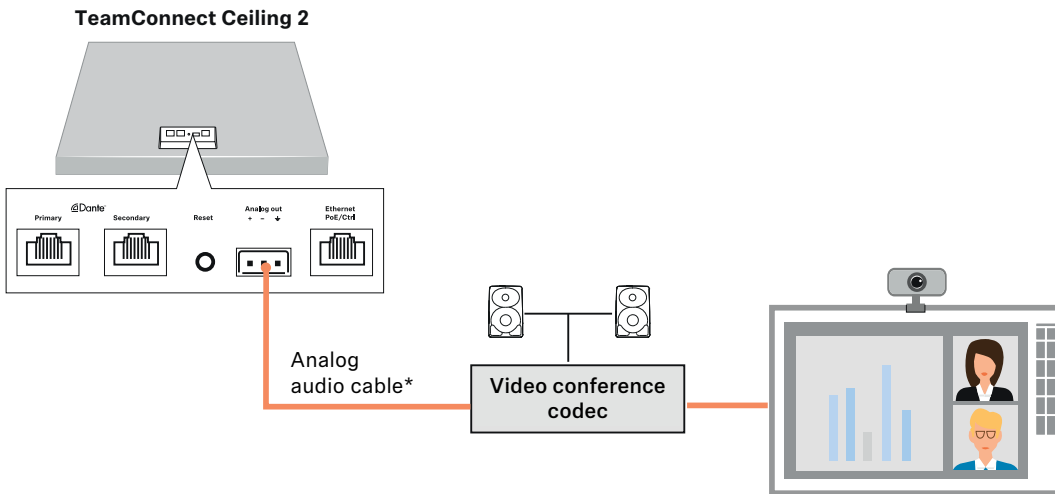 TeamConnect Ceiling 2
Dante
Primary
Secondary
Reset
Analog out
+ -
Ethernet
PoE/Ctrl
Analog
audio cable*
Video conference
codec